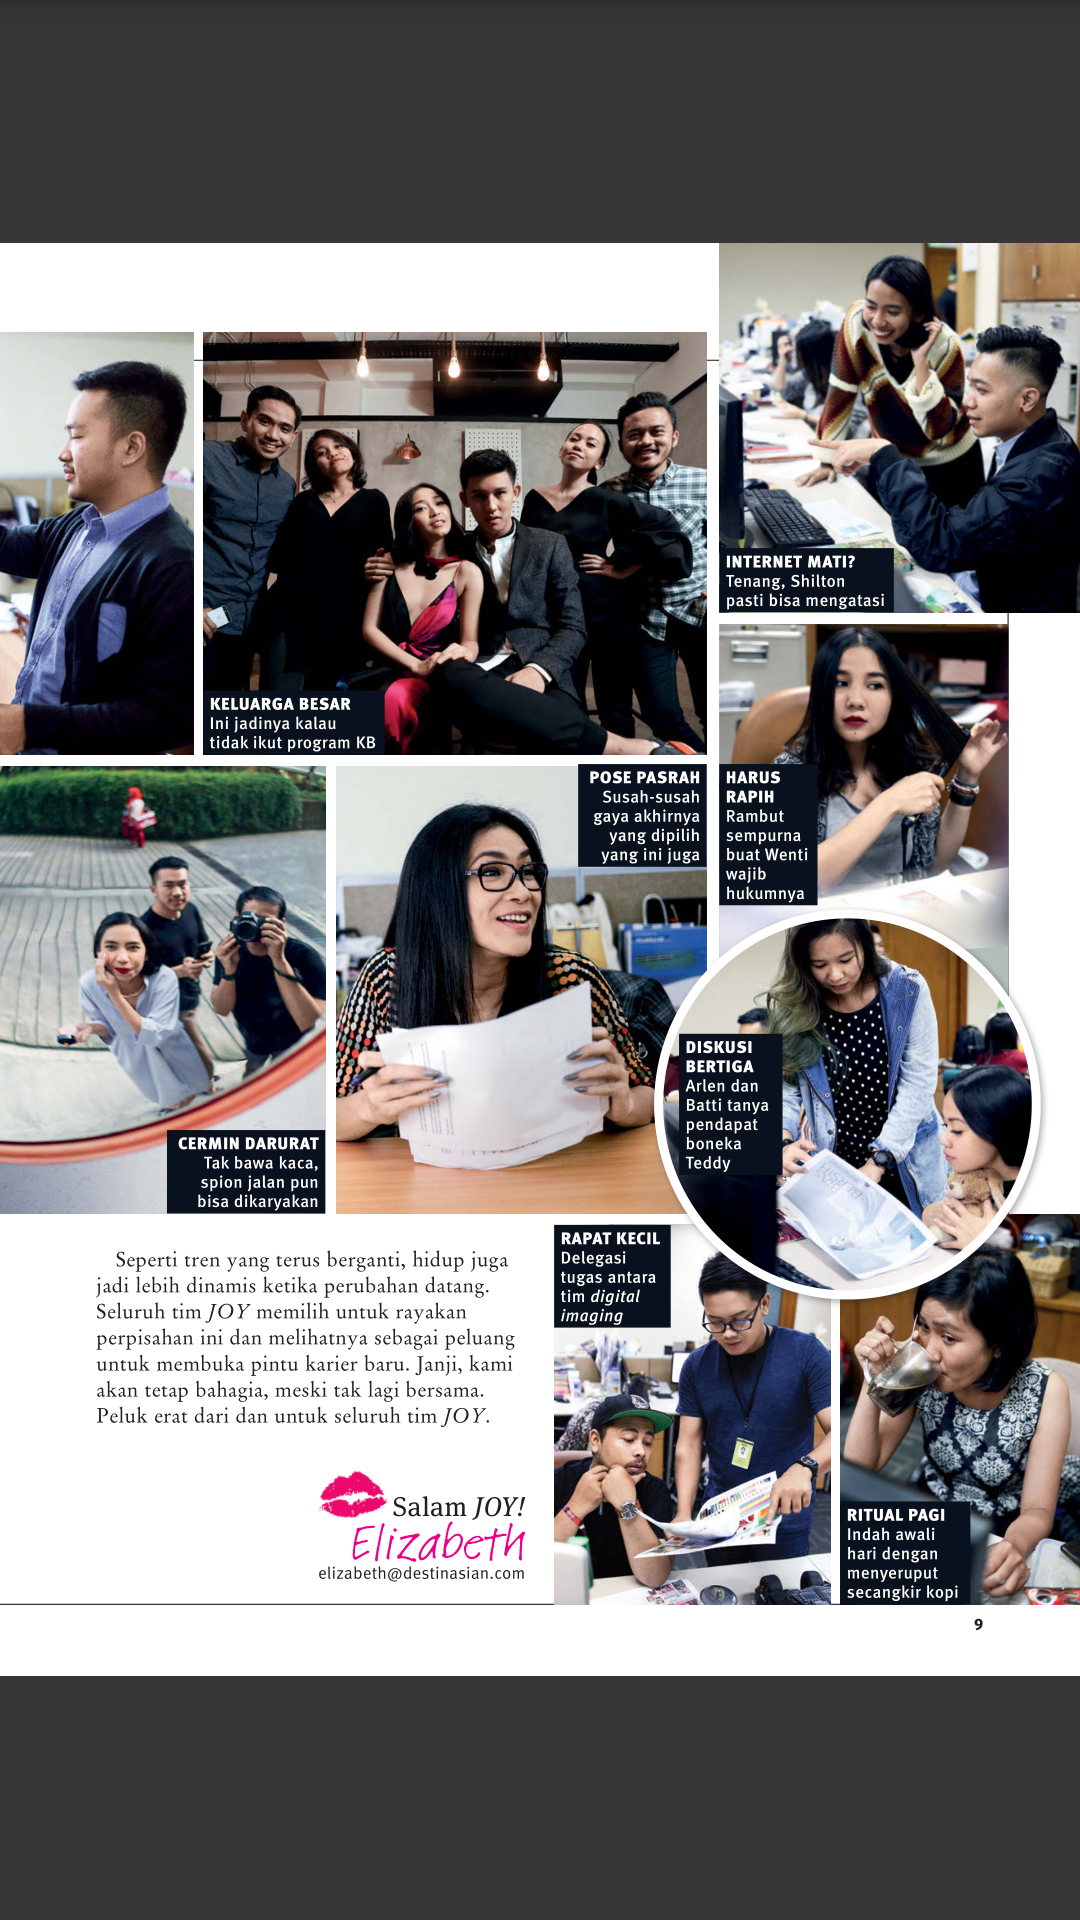 INTERNET MATI?
Tenang, Shilton
pasti bisa mengatasi
KELUARGA BESAR
Ini jadinya kalau
tidak ikut program KB
POSE PASRAH
Susah-susah
gaya akhirnya
yang dipilih
yang ini juga
HARUS
RAPIH
Rambut
sempurna
buat Wenti
wajib
hukumnya
CERMIN DARURAT
Tak bawa kaca,
spion jalan pun
bisa dikaryakan
DISKUSI
BERTIGA
Arlen dan
Batti tanya
pendapat
boneka
Teddy
Seperti tren yang terus berganti, hidup juga
jadi lebih dinamis ketika perubahan datang.
Seluruh tim JOY memilih untuk rayakan
perpisahan ini dan melihatnya sebagai peluang
untuk membuka pintu karier baru. Janji, kami
akan tetap bahagia, meski tak lagi bersama.
Peluk erat dari dan untuk seluruh tim JOY.
Salam JOY!
Elizabeth
elizabeth@destinasian.com
RAPAT KECIL
Delegasi
tugas antara
tim digital
imaging
RITUAL PAGI
Indah awali
hari dengan
menyeruput
secangkir kopi
9